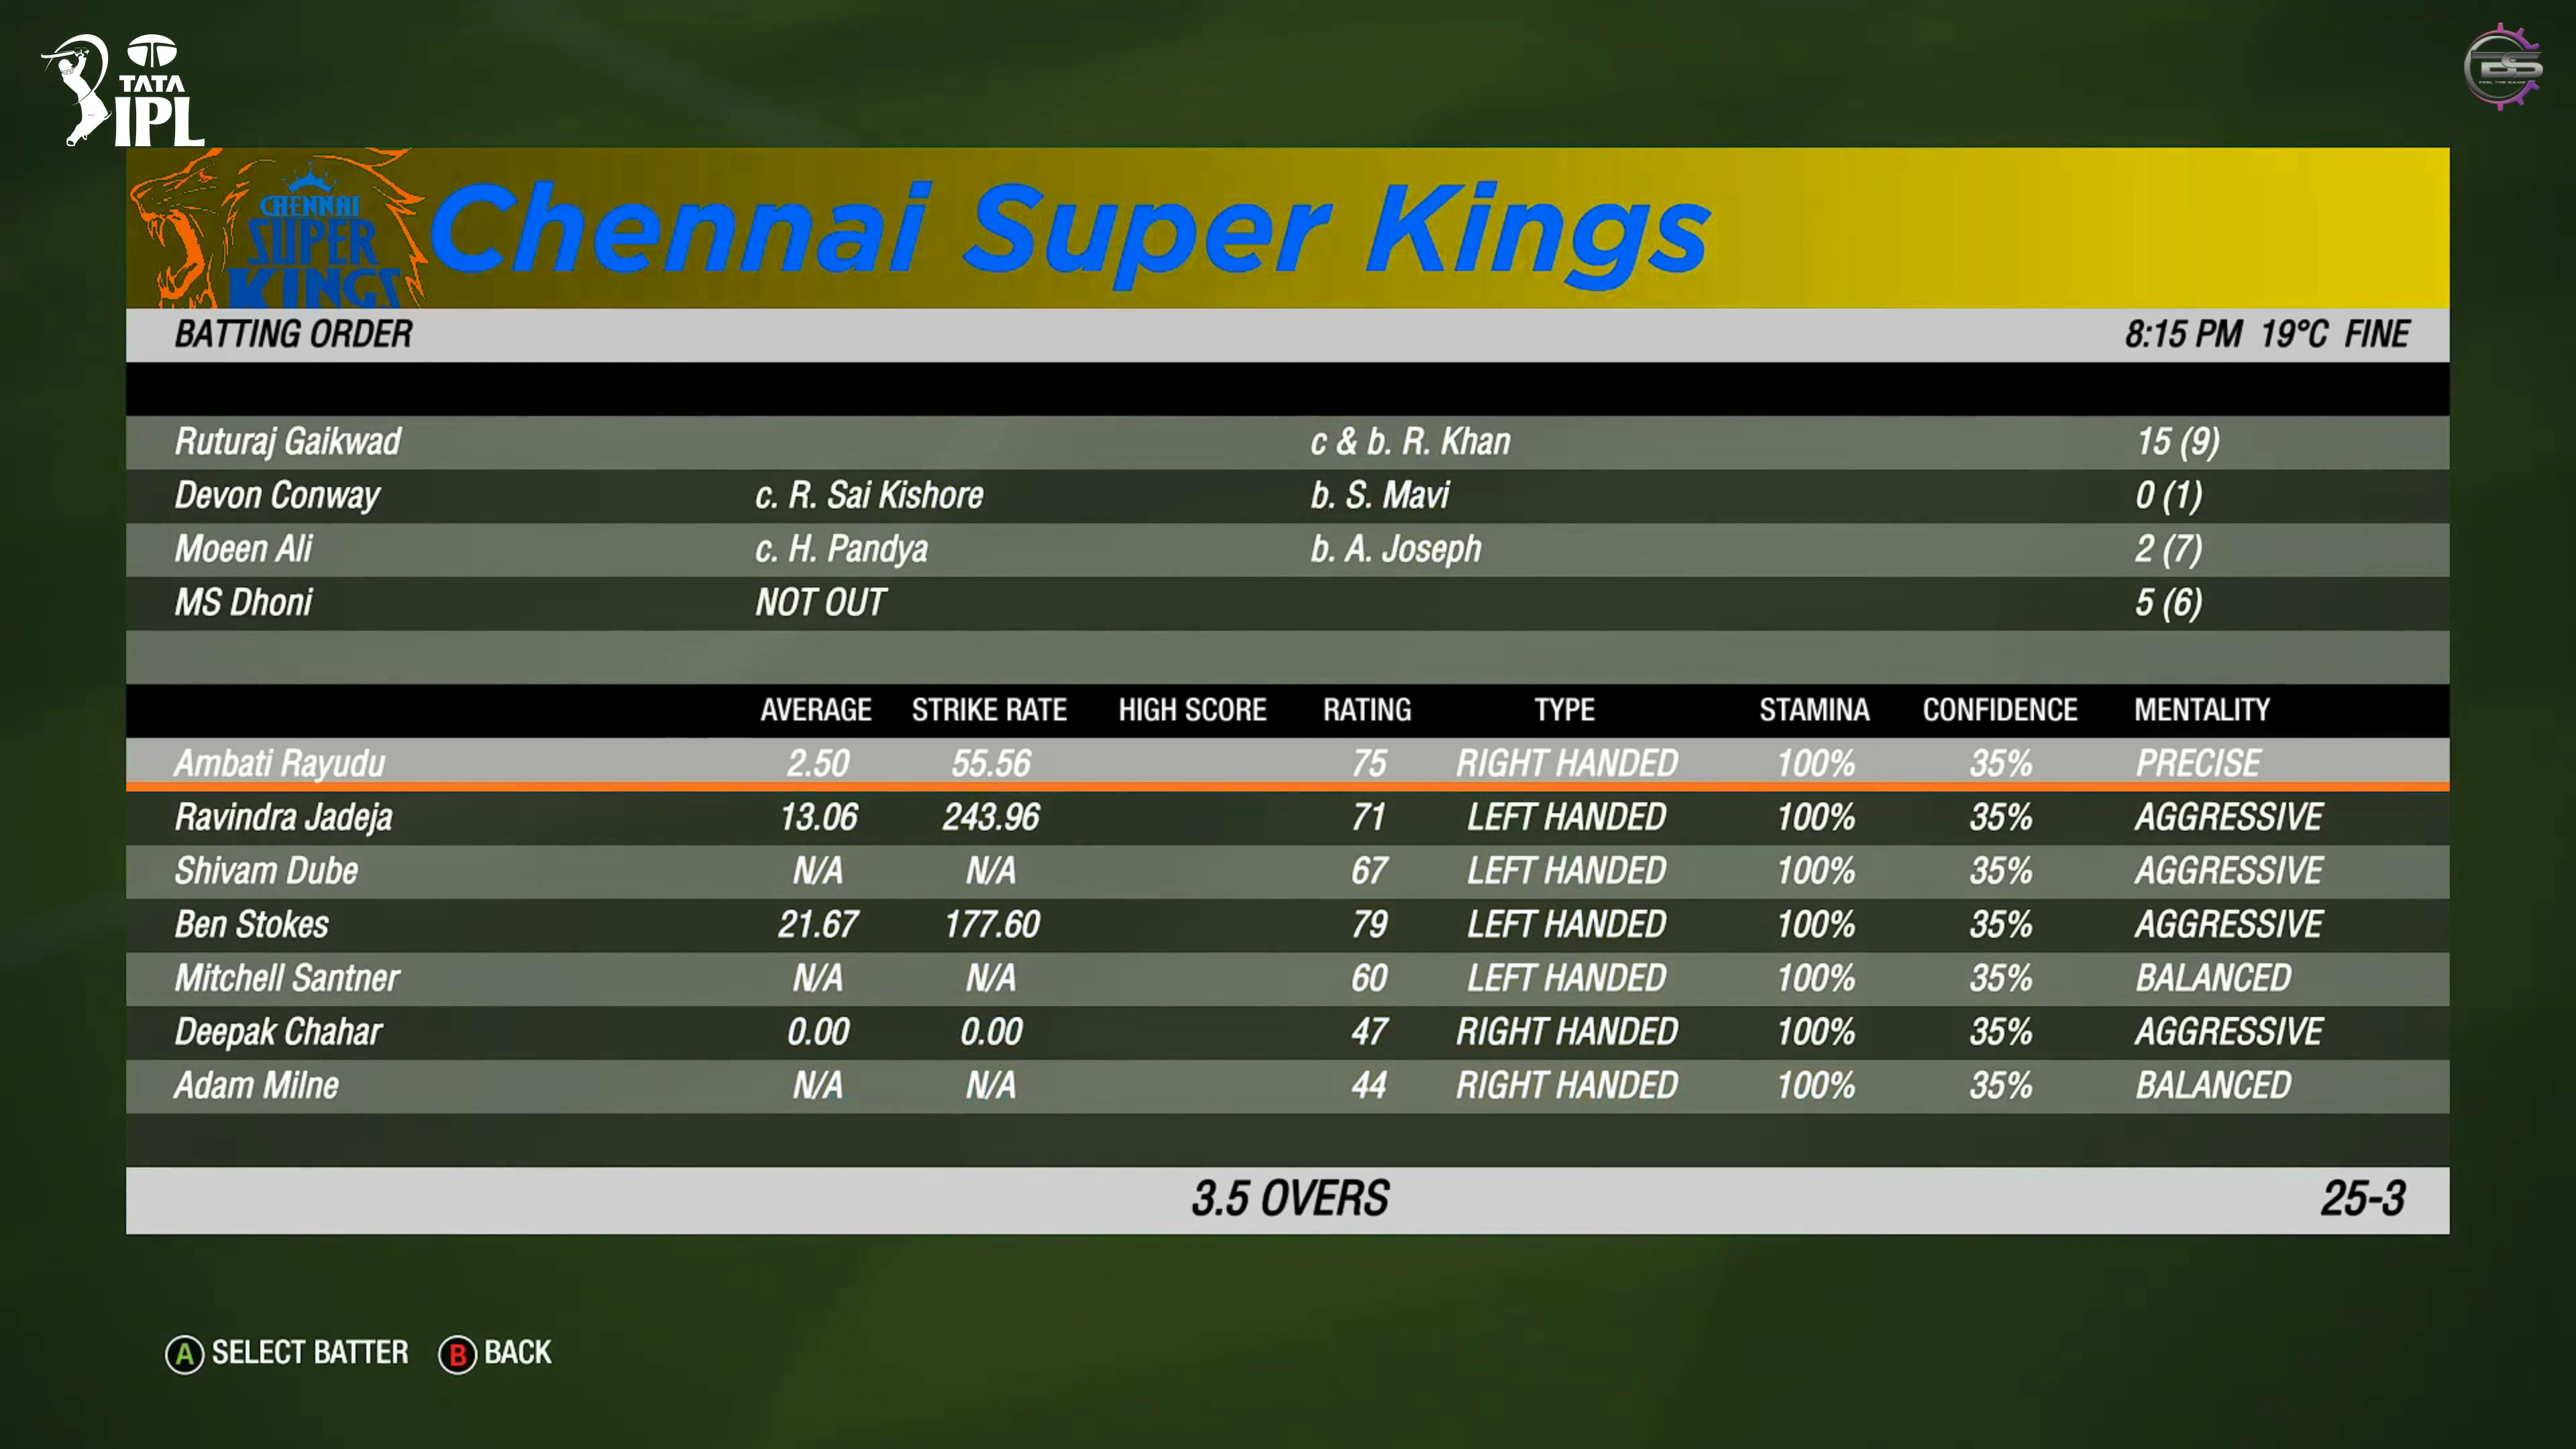 TATA
IPL
BS
CHENNAI
SUPER
KINGS
Chennai Super Kings
BATTING ORDER 8:15 PM 19°C FINE
Ruturaj Gaikwad c & b. R. Khan 15 (9)
Devon Conway c. R. Sai Kishore b. S. Mavi 0 (1)
Moeen Ali c. H. Pandya b. A. Joseph 2 (7)
MS Dhoni NOT OUT 5 (6)
AVERAGE STRIKE RATE HIGH SCORE RATING TYPE STAMINA CONFIDENCE MENTALITY
Ambati Rayudu 2.50 55.56 75 RIGHT HANDED 100% 35% PRECISE
Ravindra Jadeja 13.06 243.96 71 LEFT HANDED 100% 35% AGGRESSIVE
Shivam Dube N/A N/A 67 LEFT HANDED 100% 35% AGGRESSIVE
Ben Stokes 21.67 177.60 79 LEFT HANDED 100% 35% AGGRESSIVE
Mitchell Santner N/A N/A 60 LEFT HANDED 100% 35% BALANCED
Deepak Chahar 0.00 0.00 47 RIGHT HANDED 100% 35% AGGRESSIVE
Adam Milne N/A N/A 44 RIGHT HANDED 100% 35% BALANCED
3.5 OVERS 25-3
A SELECT BATTER B BACK